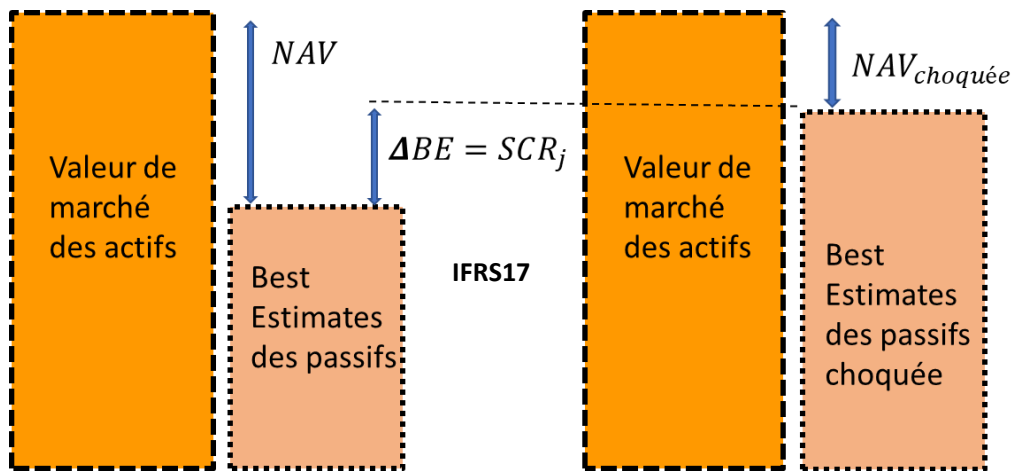 NAV
NAV_choquée
ΔBE = SCR_j
Valeur de
marché
des actifs
Valeur de
marché
des actifs
Best
Estimates
des passifs
IFRS17
Best
Estimates
des passifs
choquée